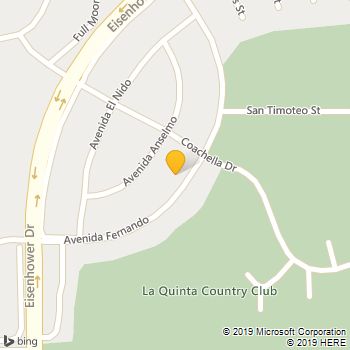 Full Moon
Eisenhower
s St
Avenida El Nido
Avenida Anselmo
San Timoteo St
Coachella Dr
Avenida Fernando
Eisenhower Dr
La Quinta Country Club
bing
© 2019 Microsoft Corporation
© 2019 HERE